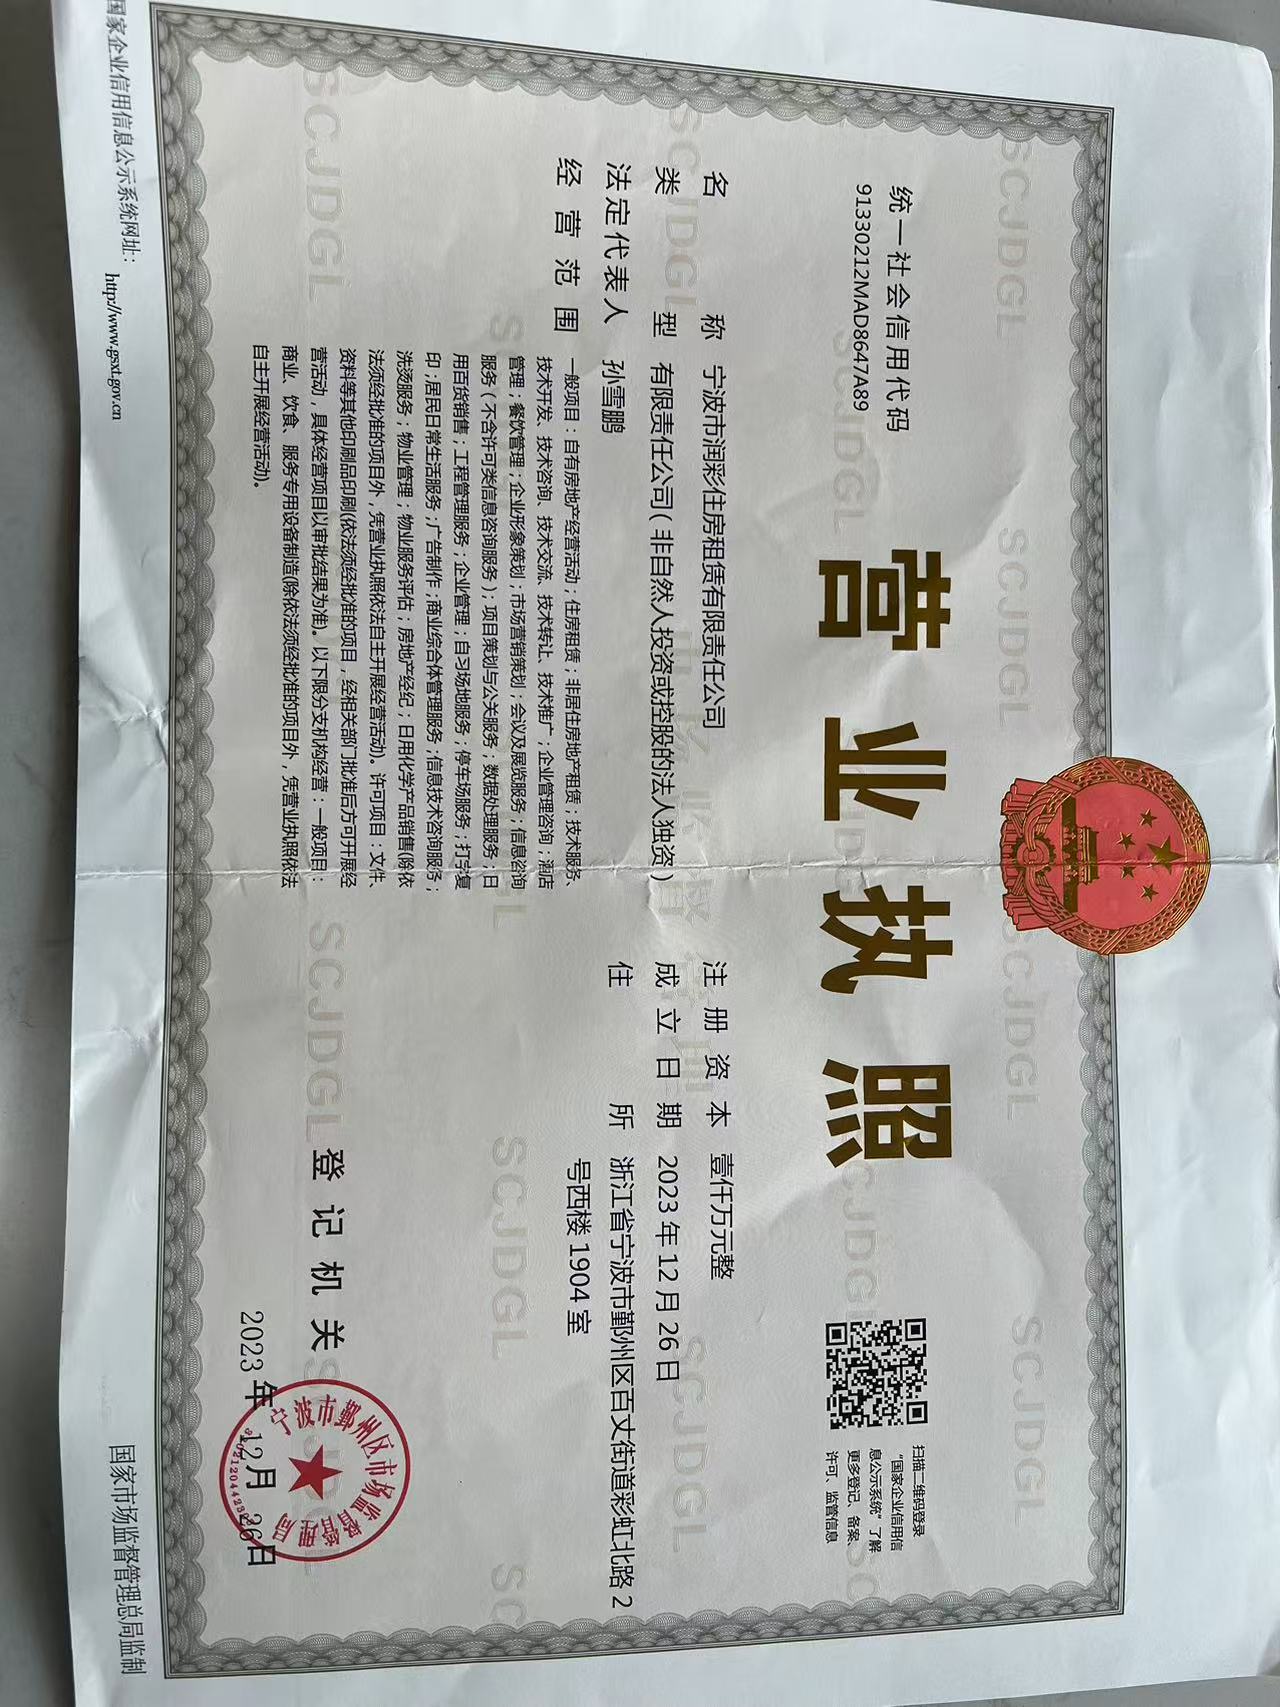 营业执照
统一社会信用代码
91330212MAD8647A89
扫描二维码登录
“国家企业信用信
息公示系统”了解
更多登记、备案、
许可、监管信息
名称 宁波市润彩住房租赁有限责任公司
类型 有限责任公司(非自然人投资或控股的法人独资)
法定代表人 孙雪鹏
经营范围 一般项目：自有房地产经营活动；住房租赁；非居住房地产租赁；技术服务、
技术开发、技术咨询、技术交流、技术转让、技术推广；企业管理咨询；酒店
管理；餐饮管理；企业形象策划；市场营销策划；会议及展览服务；信息咨询
服务（不含许可类信息咨询服务）；项目策划与公关服务；数据处理服务；日
用百货销售；工程管理服务；企业管理；自习场地服务；停车场服务；打字复
印；居民日常生活服务；广告制作；商业综合体管理服务；信息技术咨询服务；
洗烫服务；物业管理；物业服务评估；房地产经纪；日用化学产品销售(除依
法须经批准的项目外，凭营业执照依法自主开展经营活动)。许可项目：文件、
资料等其他印刷品印刷(依法须经批准的项目，经相关部门批准后方可开展经
营活动，具体经营项目以审批结果为准)。以下限分支机构经营：一般项目：
商业、饮食、服务专用设备制造(除依法须经批准的项目外，凭营业执照依法
自主开展经营活动)。
注册资本 壹仟万元整
成立日期 2023年12月26日
住所 浙江省宁波市鄞州区百丈街道彩虹北路2
号西楼1904室
登记机关
宁波市鄞州区市场监督管理局
2023年12月26日
国家企业信用信息公示系统网址：http://www.gsxt.gov.cn
国家市场监督管理总局监制